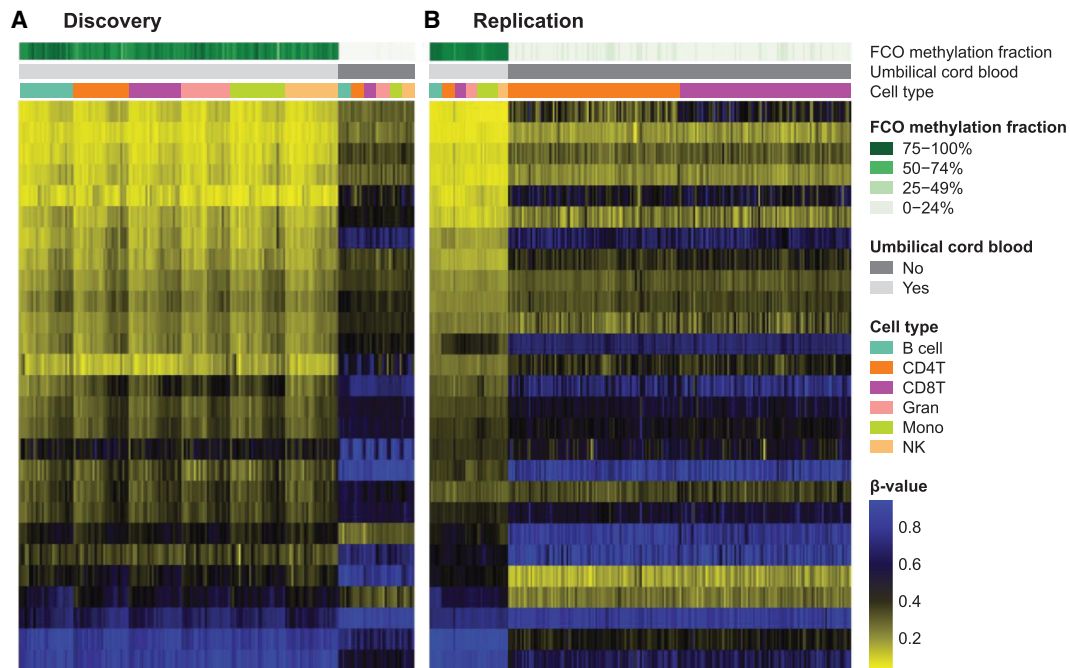 A Discovery
B Replication
FCO methylation fraction
Umbilical cord blood
Cell type
FCO methylation fraction
75−100%
50−74%
25−49%
0−24%
Umbilical cord blood
No
Yes
Cell type
B cell
CD4T
CD8T
Gran
Mono
NK
β-value
0.8
0.6
0.4
0.2